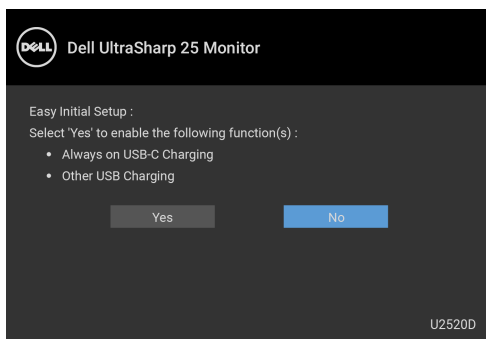 DELL
Dell UltraSharp 25 Monitor
Easy Initial Setup :
Select 'Yes' to enable the following function(s) :
• Always on USB-C Charging
• Other USB Charging
Yes No
U2520D